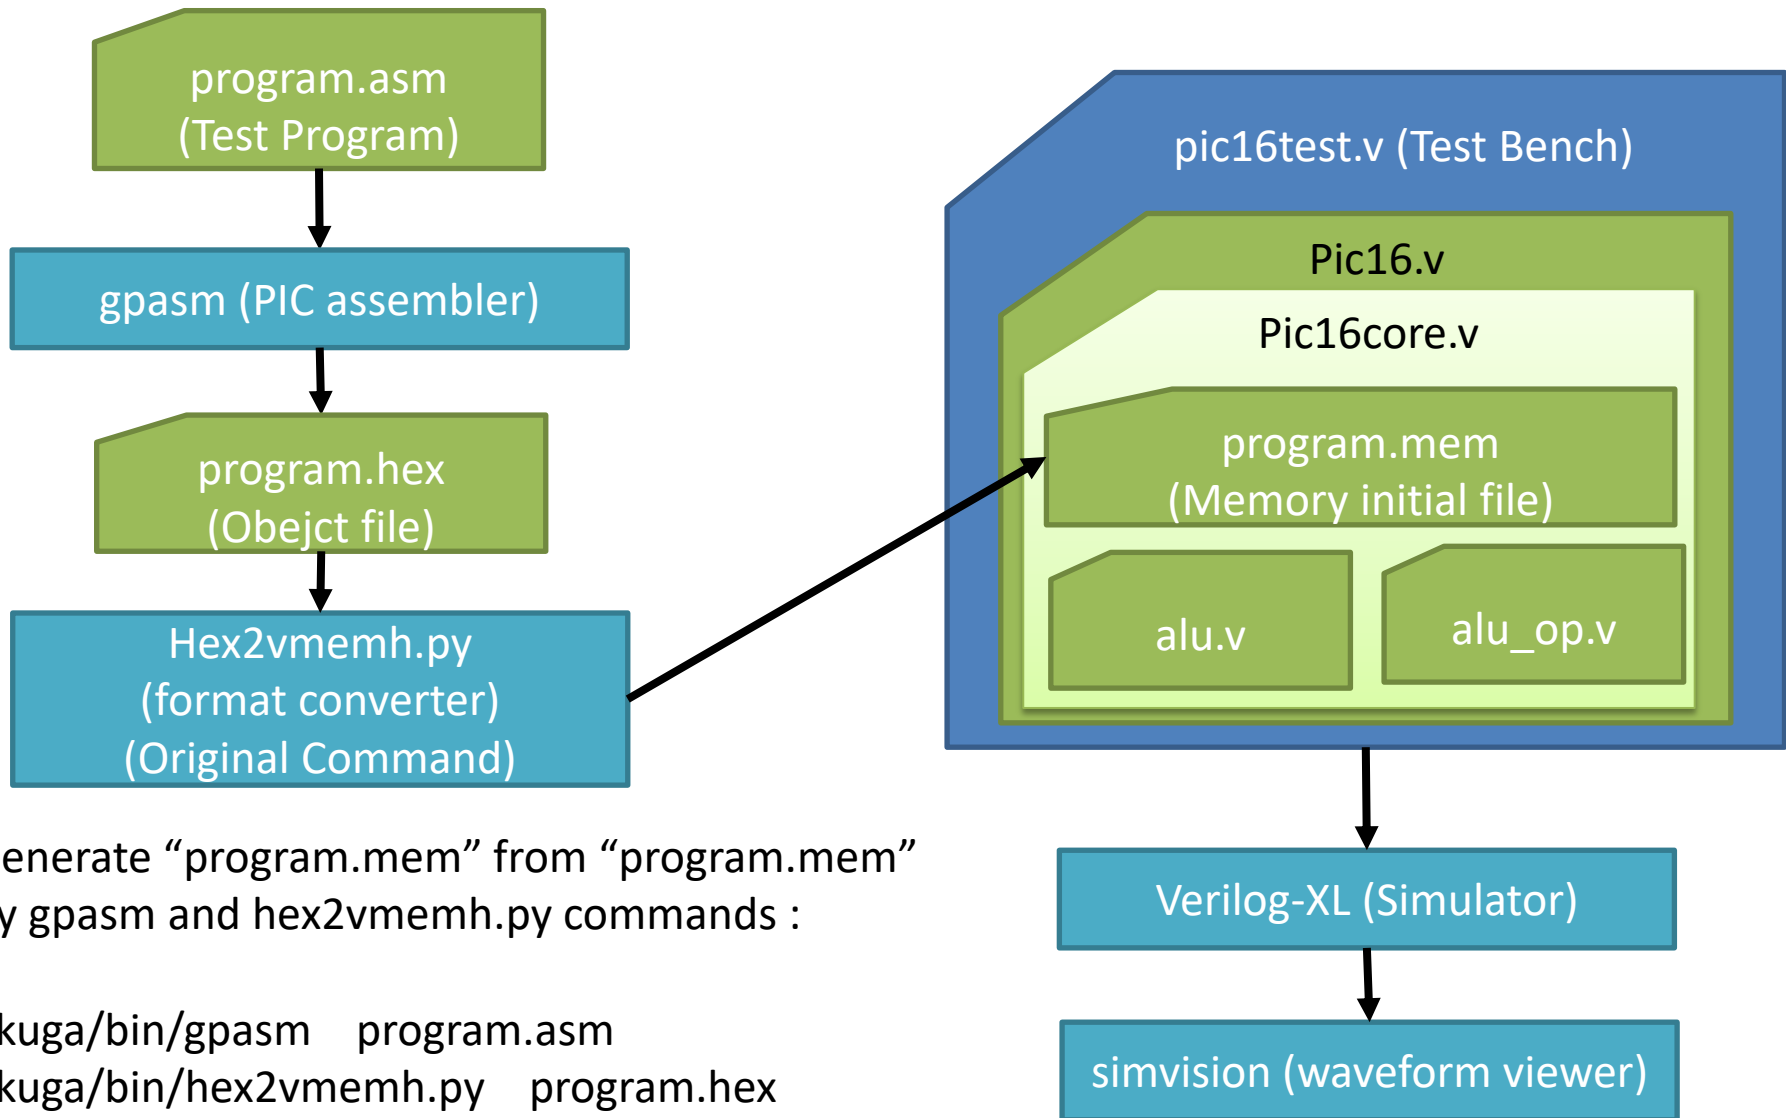 program.asm
(Test Program)
gpasm (PIC assembler)
program.hex
(Obejct file)
Hex2vmemh.py
(format converter)
(Original Command)
pic16test.v (Test Bench)
Pic16.v
Pic16core.v
program.mem
(Memory initial file)
alu.v
alu_op.v
Verilog-XL (Simulator)
simvision (waveform viewer)
enerate “program.mem” from “program.mem”
y gpasm and hex2vmemh.py commands :
kuga/bin/gpasm program.asm
kuga/bin/hex2vmemh.py program.hex